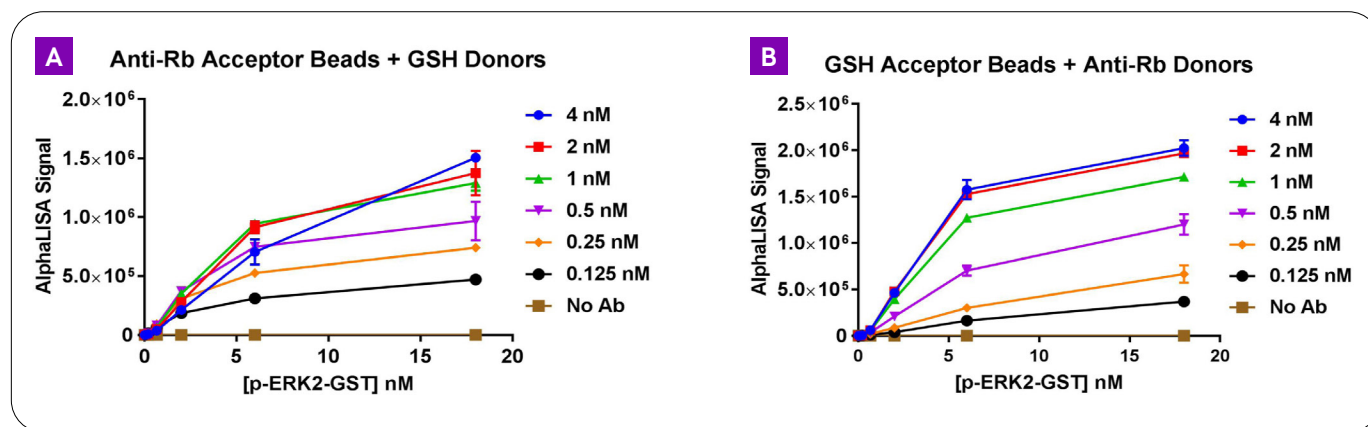 A
Anti-Rb Acceptor Beads + GSH Donors
AlphaLISA Signal
2.0×10⁶
1.5×10⁶
1.0×10⁶
5.0×10⁵
0
0 5 10 15 20
[p-ERK2-GST] nM
4 nM
2 nM
1 nM
0.5 nM
0.25 nM
0.125 nM
No Ab
B
GSH Acceptor Beads + Anti-Rb Donors
AlphaLISA Signal
2.5×10⁶
2.0×10⁶
1.5×10⁶
1.0×10⁶
5.0×10⁵
0
0 5 10 15 20
[p-ERK2-GST] nM
4 nM
2 nM
1 nM
0.5 nM
0.25 nM
0.125 nM
No Ab